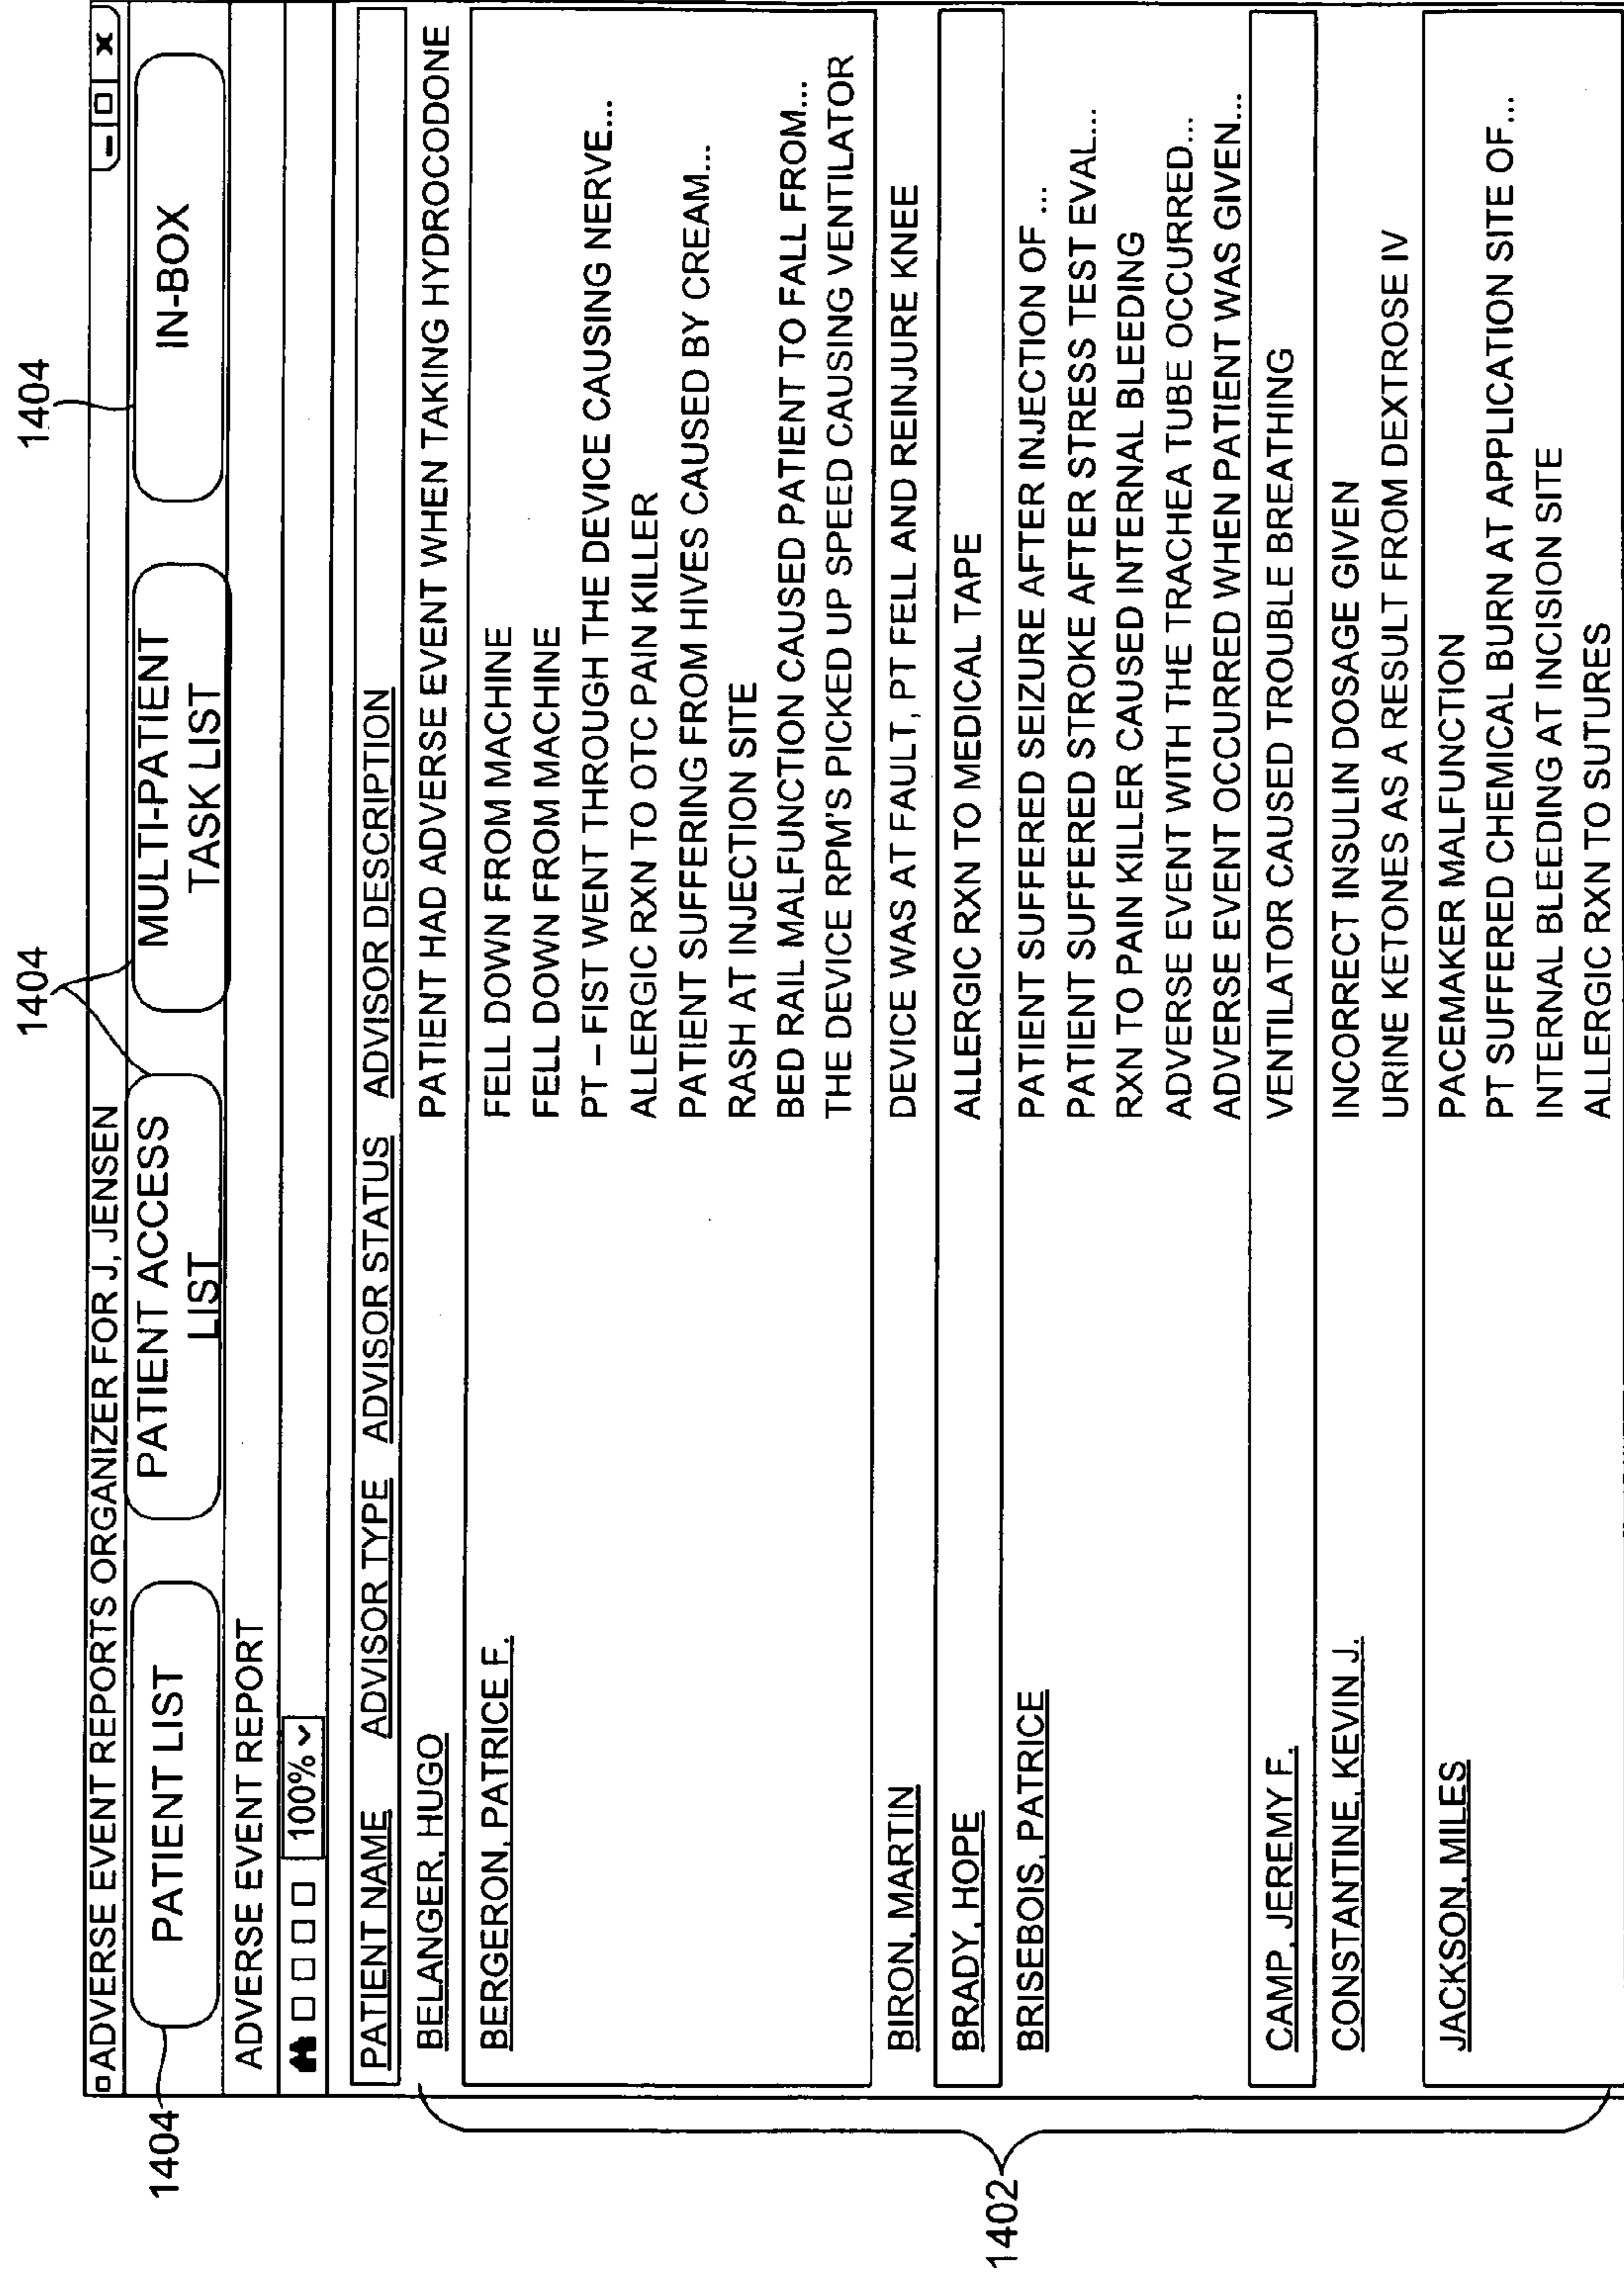 1404
1404
ADVERSE EVENT REPORTS ORGANIZER FOR J, JENSEN
1404
PATIENT LIST
PATIENT ACCESS
LIST
MULTI-PATIENT
TASK LIST
IN-BOX
ADVERSE EVENT REPORT
100%
PATIENT NAME ADVISOR TYPE ADVISOR STATUS ADVISOR DESCRIPTION
BELANGER, HUGO PATIENT HAD ADVERSE EVENT WHEN TAKING HYDROCODONE
BERGERON, PATRICE F. FELL DOWN FROM MACHINE
FELL DOWN FROM MACHINE
PT – FIST WENT THROUGH THE DEVICE CAUSING NERVE...
ALLERGIC RXN TO OTC PAIN KILLER
PATIENT SUFFERING FROM HIVES CAUSED BY CREAM...
RASH AT INJECTION SITE
BED RAIL MALFUNCTION CAUSED PATIENT TO FALL FROM...
THE DEVICE RPM'S PICKED UP SPEED CAUSING VENTILATOR
BIRON, MARTIN DEVICE WAS AT FAULT, PT FELL AND REINJURE KNEE
BRADY, HOPE ALLERGIC RXN TO MEDICAL TAPE
1402
BRISEBOIS, PATRICE PATIENT SUFFERED SEIZURE AFTER INJECTION OF ...
PATIENT SUFFERED STROKE AFTER STRESS TEST EVAL...
RXN TO PAIN KILLER CAUSED INTERNAL BLEEDING
ADVERSE EVENT WITH THE TRACHEA TUBE OCCURRED...
ADVERSE EVENT OCCURRED WHEN PATIENT WAS GIVEN...
CAMP, JEREMY F. VENTILATOR CAUSED TROUBLE BREATHING
CONSTANTINE, KEVIN J. INCORRECT INSULIN DOSAGE GIVEN
URINE KETONES AS A RESULT FROM DEXTROSE IV
JACKSON, MILES PACEMAKER MALFUNCTION
PT SUFFERED CHEMICAL BURN AT APPLICATION SITE OF...
INTERNAL BLEEDING AT INCISION SITE
ALLERGIC RXN TO SUTURES